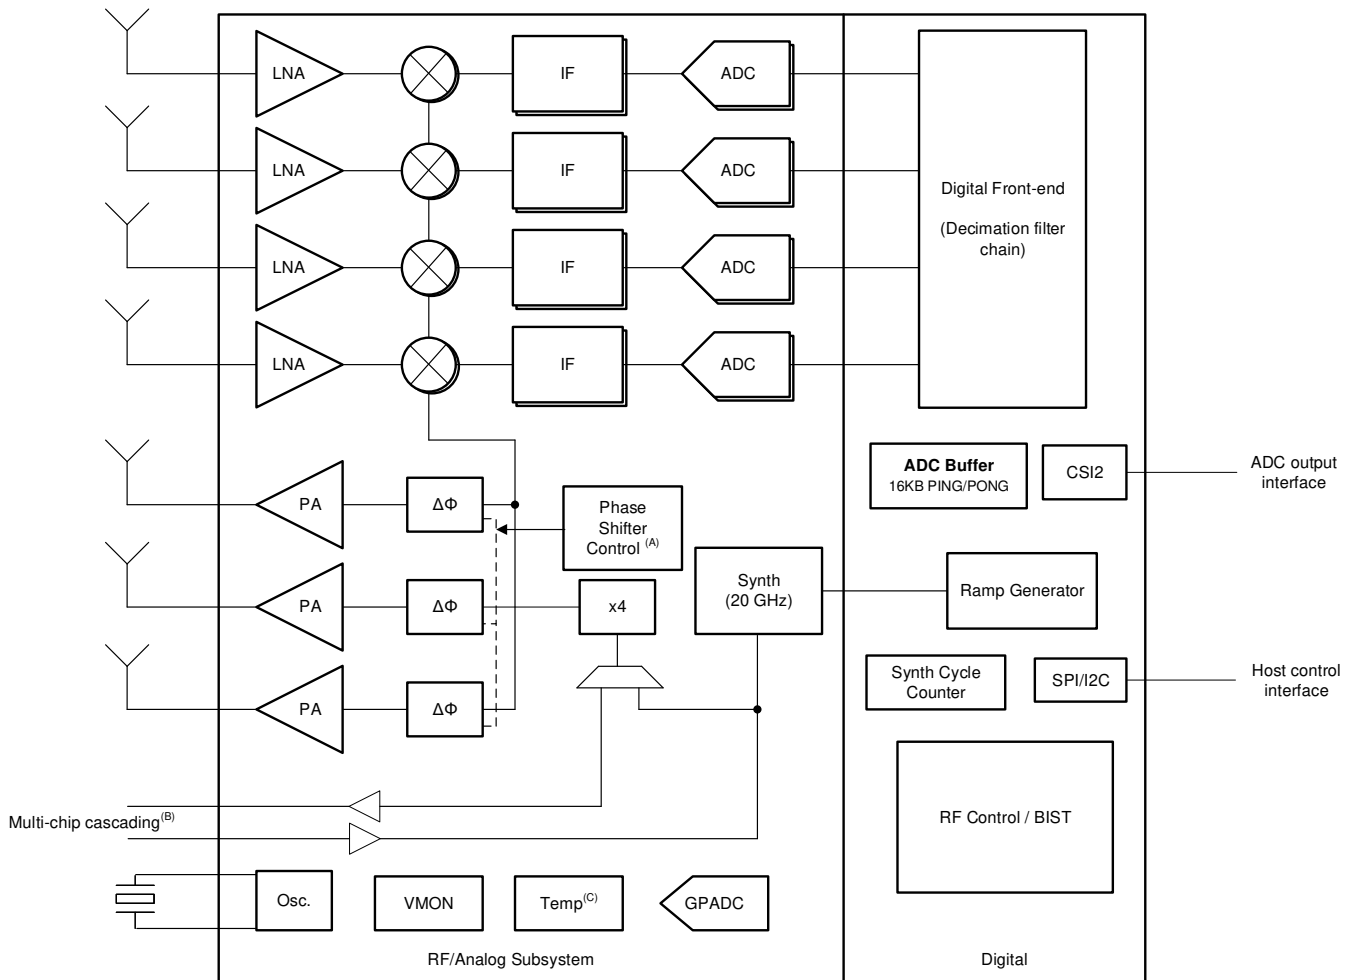 LNA
IF
ADC
LNA
IF
ADC
Digital Front-end
(Decimation filter
chain)
LNA
IF
ADC
LNA
IF
ADC
ADC Buffer
16KB PING/PONG
CSI2
ADC output
interface
PA
ΔΦ
Phase
Shifter
Control (A)
PA
ΔΦ
x4
Synth
(20 GHz)
Ramp Generator
PA
ΔΦ
Synth Cycle
Counter
SPI/I2C
Host control
interface
Multi-chip cascading(B)
RF Control / BIST
Osc.
VMON
Temp(C)
GPADC
RF/Analog Subsystem
Digital